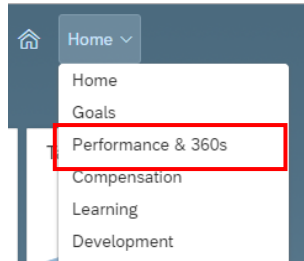 Home
Home
Goals
Performance & 360s
Compensation
Learning
Development